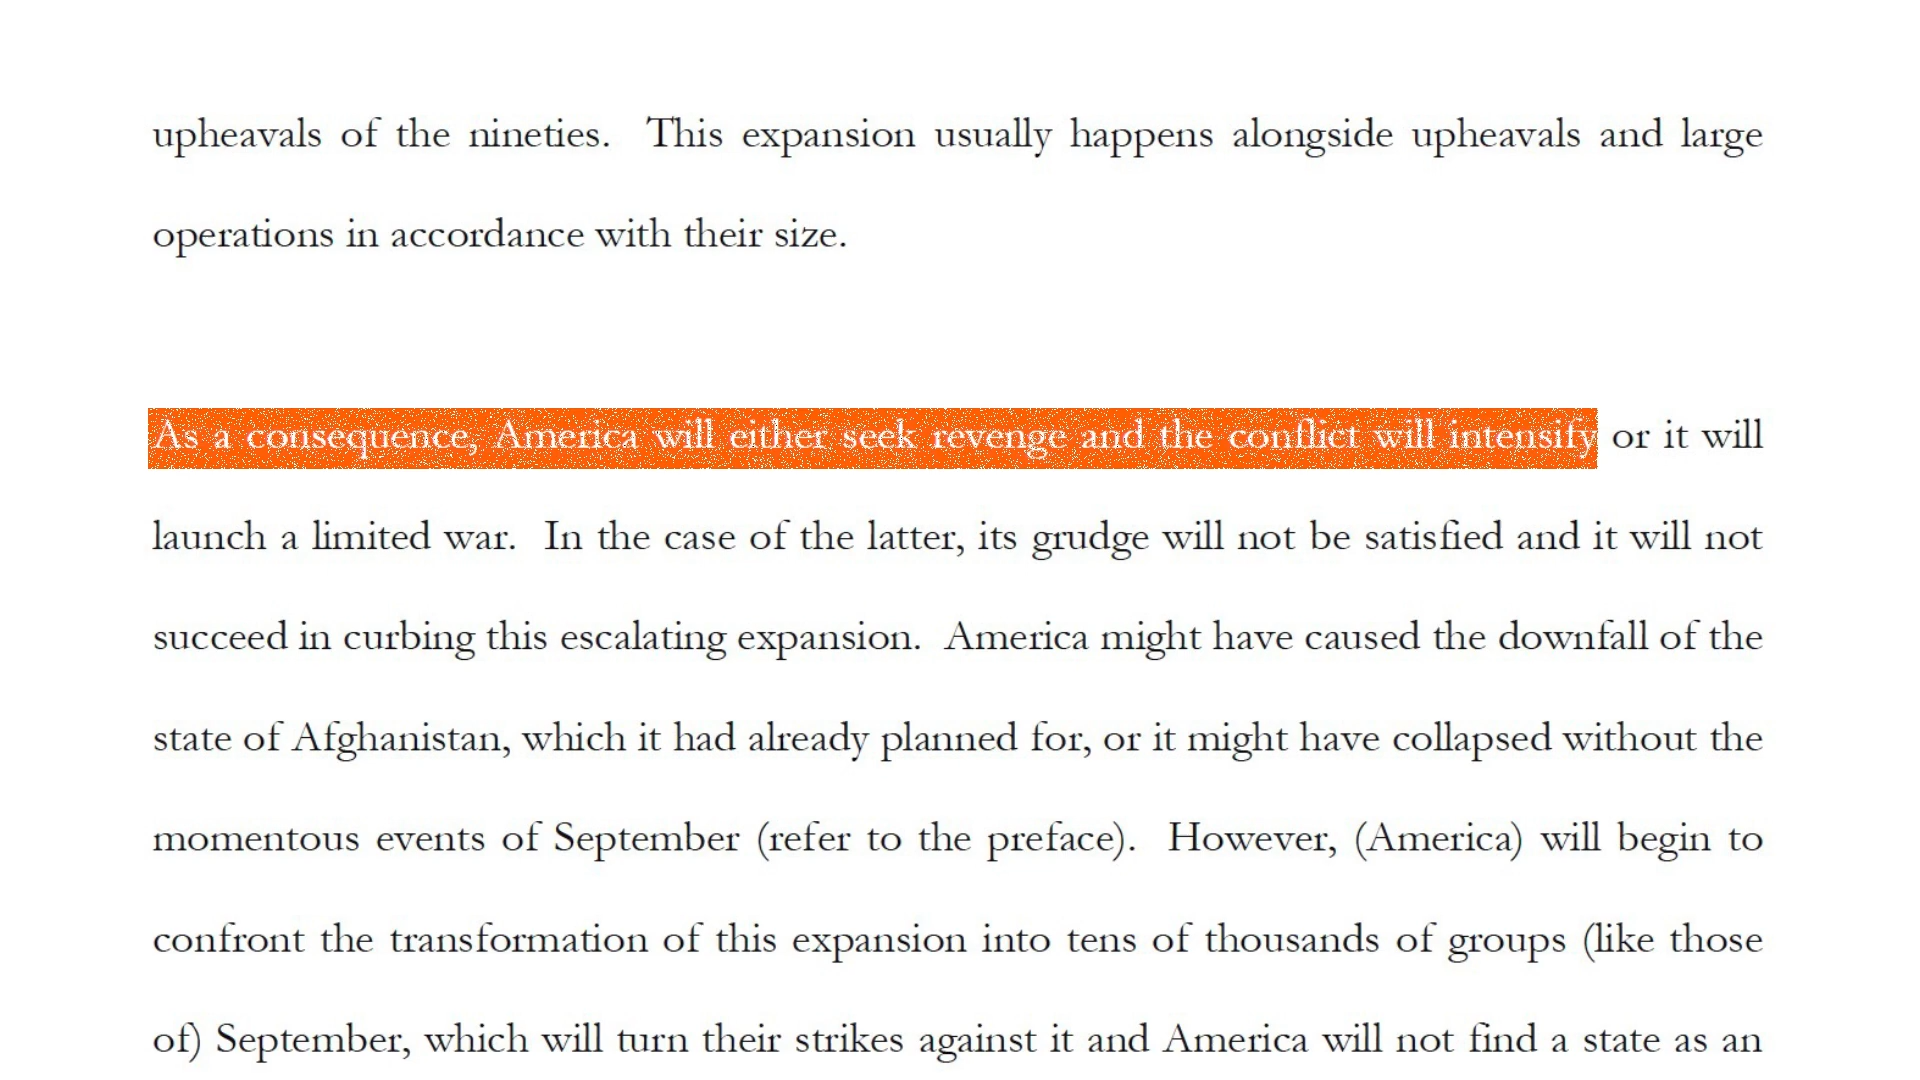 upheavals of the nineties. This expansion usually happens alongside upheavals and large
operations in accordance with their size.
As a consequence, America will either seek revenge and the conflict will intensify or it will
launch a limited war. In the case of the latter, its grudge will not be satisfied and it will not
succeed in curbing this escalating expansion. America might have caused the downfall of the
state of Afghanistan, which it had already planned for, or it might have collapsed without the
momentous events of September (refer to the preface). However, (America) will begin to
confront the transformation of this expansion into tens of thousands of groups (like those
of) September, which will turn their strikes against it and America will not find a state as an